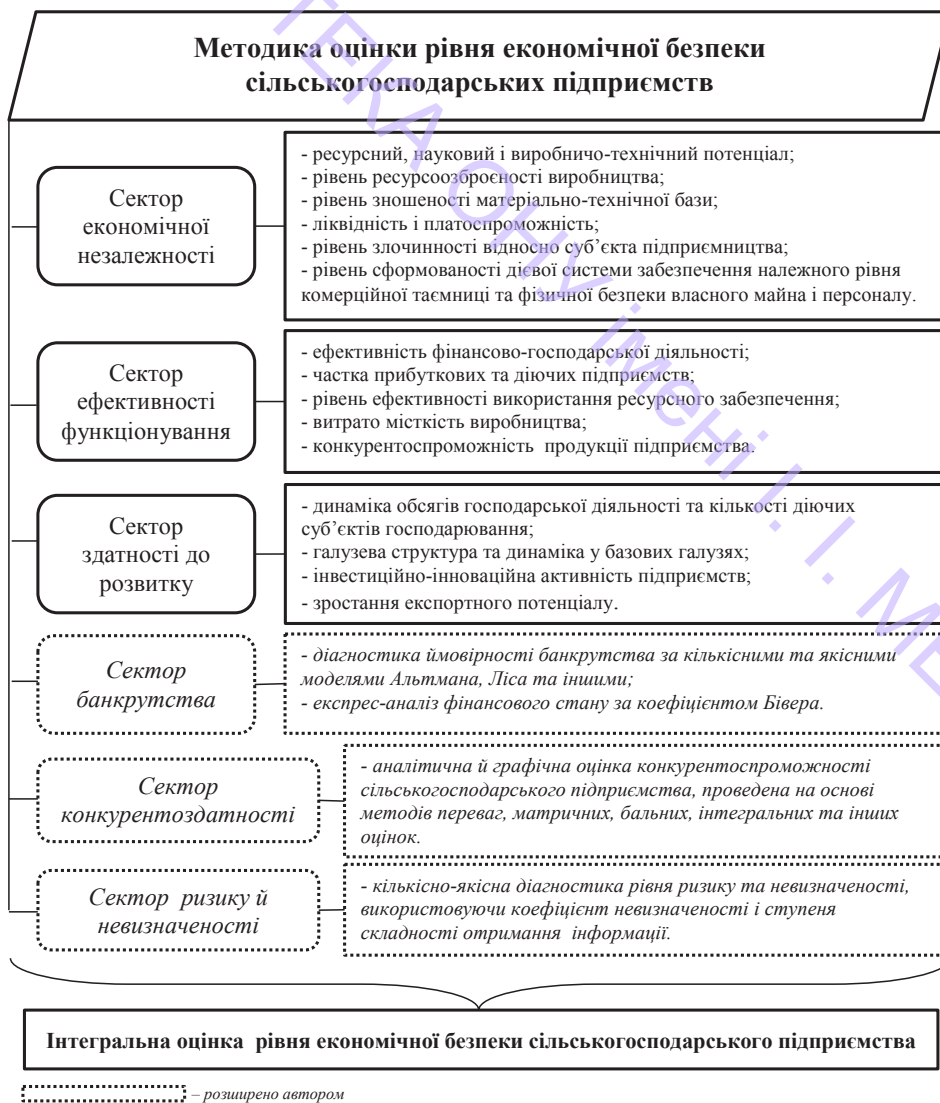 Методика оцінки рівня економічної безпеки
сільськогосподарських підприємств
Сектор
економічної
незалежності
- ресурсний, науковий і виробничо-технічний потенціал;
- рівень ресурсоозброєності виробництва;
- рівень зношеності матеріально-технічної бази;
- ліквідність і платоспроможність;
- рівень злочинності відносно суб’єкта підприємництва;
- рівень сформованості дієвої системи забезпечення належного рівня
комерційної таємниці та фізичної безпеки власного майна і персоналу.
Сектор
ефективності
функціонування
- ефективність фінансово-господарської діяльності;
- частка прибуткових та діючих підприємств;
- рівень ефективності використання ресурсного забезпечення;
- витрато місткість виробництва;
- конкурентоспроможність продукції підприємства.
Сектор
здатності до
розвитку
- динаміка обсягів господарської діяльності та кількості діючих
суб’єктів господарювання;
- галузева структура та динаміка у базових галузях;
- інвестиційно-інноваційна активність підприємств;
- зростання експортного потенціалу.
Сектор
банкрутства
- діагностика ймовірності банкрутства за кількісними та якісними
моделями Альтмана, Ліса та іншими;
- експрес-аналіз фінансового стану за коефіцієнтом Бівера.
Сектор
конкурентоздатності
- аналітична й графічна оцінка конкурентоспроможності
сільськогосподарського підприємства, проведена на основі
методів переваг, матричних, бальних, інтегральних та інших
оцінок.
Сектор ризику й
невизначеності
- кількісно-якісна діагностика рівня ризику та невизначеності,
використовуючи коефіцієнт невизначеності і ступеня
складності отримання інформації.
Інтегральна оцінка рівня економічної безпеки сільськогосподарського підприємства
– розширено автором
ТЕКА ОНУ імені І. І. МЕ